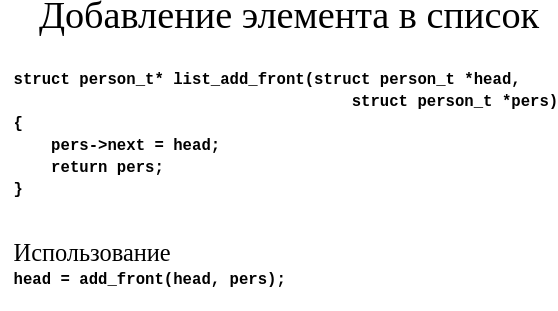 Добавление элемента в список
struct person_t* list_add_front(struct person_t *head,
struct person_t *pers)
{
pers->next = head;
return pers;
}
Использование
head = add_front(head, pers);